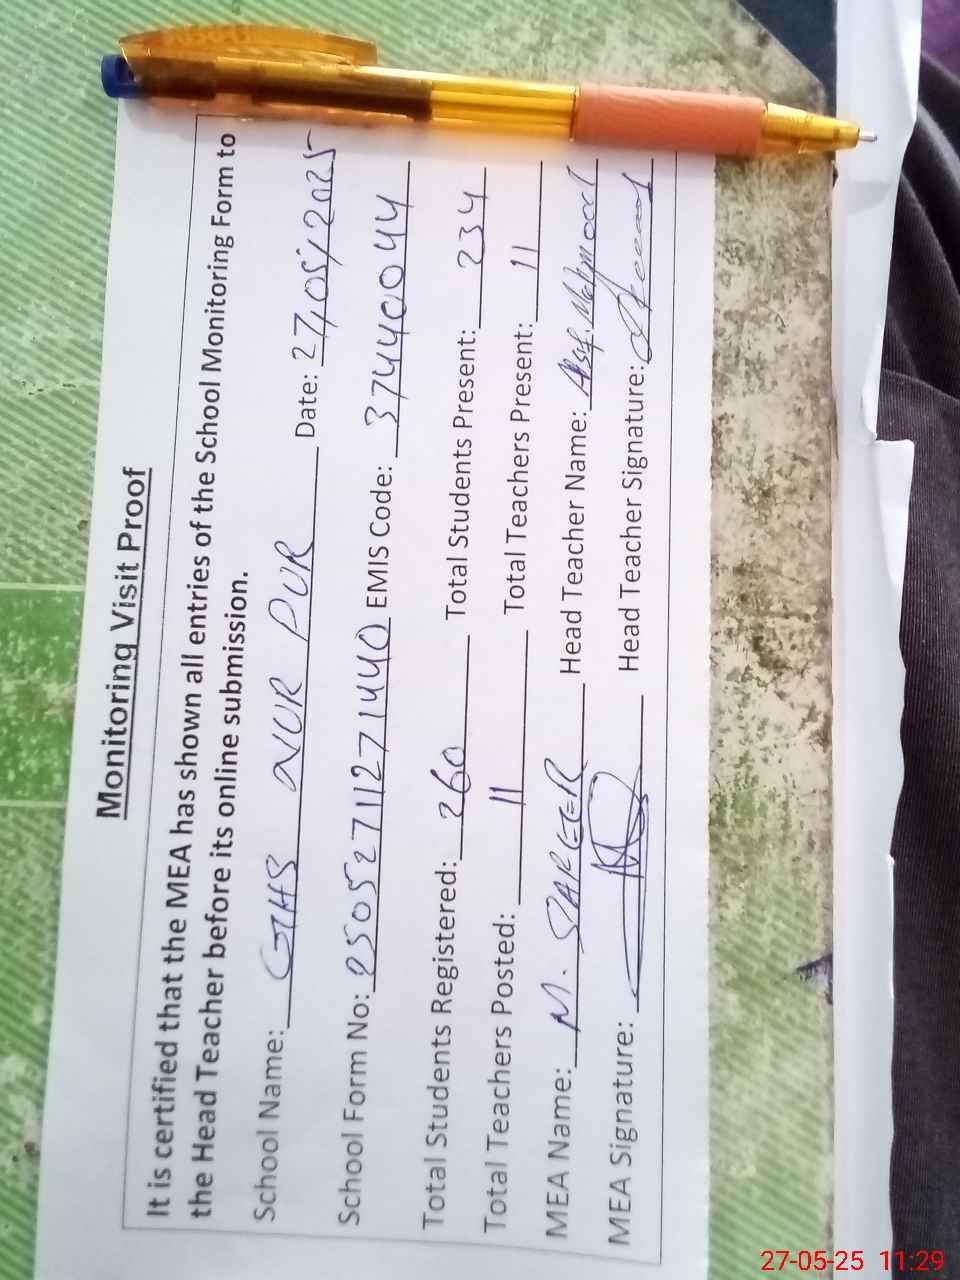 Monitoring Visit Proof
It is certified that the MEA has shown all entries of the School Monitoring Form to
the Head Teacher before its online submission.
School Name: GHS NUR PUR Date: 27/05/2025
School Form No: 25052711271440 EMIS Code: 37440044
Total Students Registered: 260 Total Students Present: 234
Total Teachers Posted: 11 Total Teachers Present: 11
MEA Name: M. SAREER Head Teacher Name: Mehmood
MEA Signature: Head Teacher Signature:
27-05-25 11:29